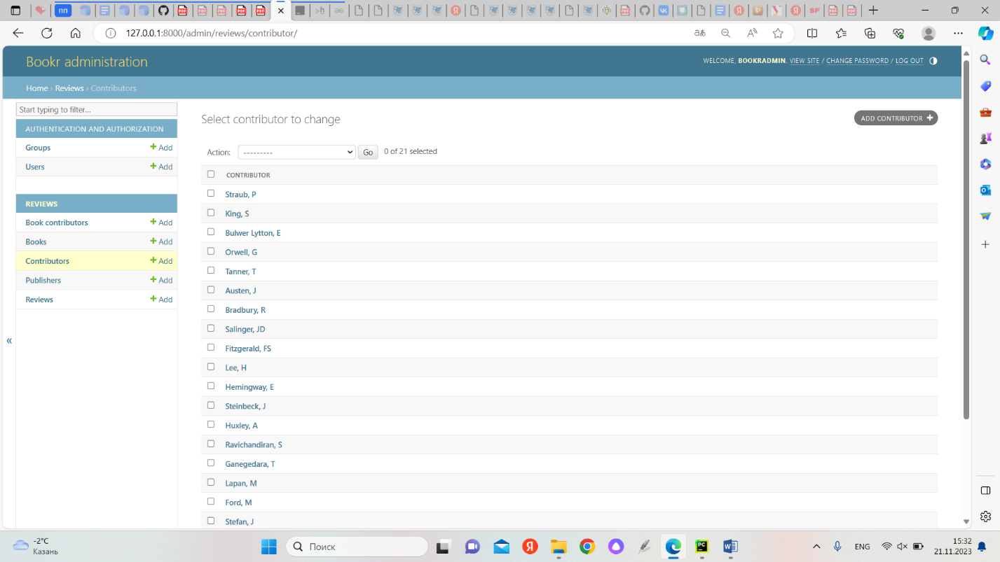 пп
127.0.0.1:8000/admin/reviews/contributor/
Bookr administration
WELCOME, BOOKRADMIN. VIEW SITE / CHANGE PASSWORD / LOG OUT
Home › Reviews › Contributors
Start typing to filter...
AUTHENTICATION AND AUTHORIZATION
Groups + Add
Users + Add
REVIEWS
Book contributors + Add
Books + Add
Contributors + Add
Publishers + Add
Reviews + Add
«
Select contributor to change
ADD CONTRIBUTOR +
Action: --------- Go 0 of 21 selected
CONTRIBUTOR
Straub, P
King, S
Bulwer Lytton, E
Orwell, G
Tanner, T
Austen, J
Bradbury, R
Salinger, JD
Fitzgerald, FS
Lee, H
Hemingway, E
Steinbeck, J
Huxley, A
Ravichandiran, S
Ganegedara, T
Lapan, M
Ford, M
Stefan, J
-2°C
Казань
Поиск
ENG
15:32
21.11.2023